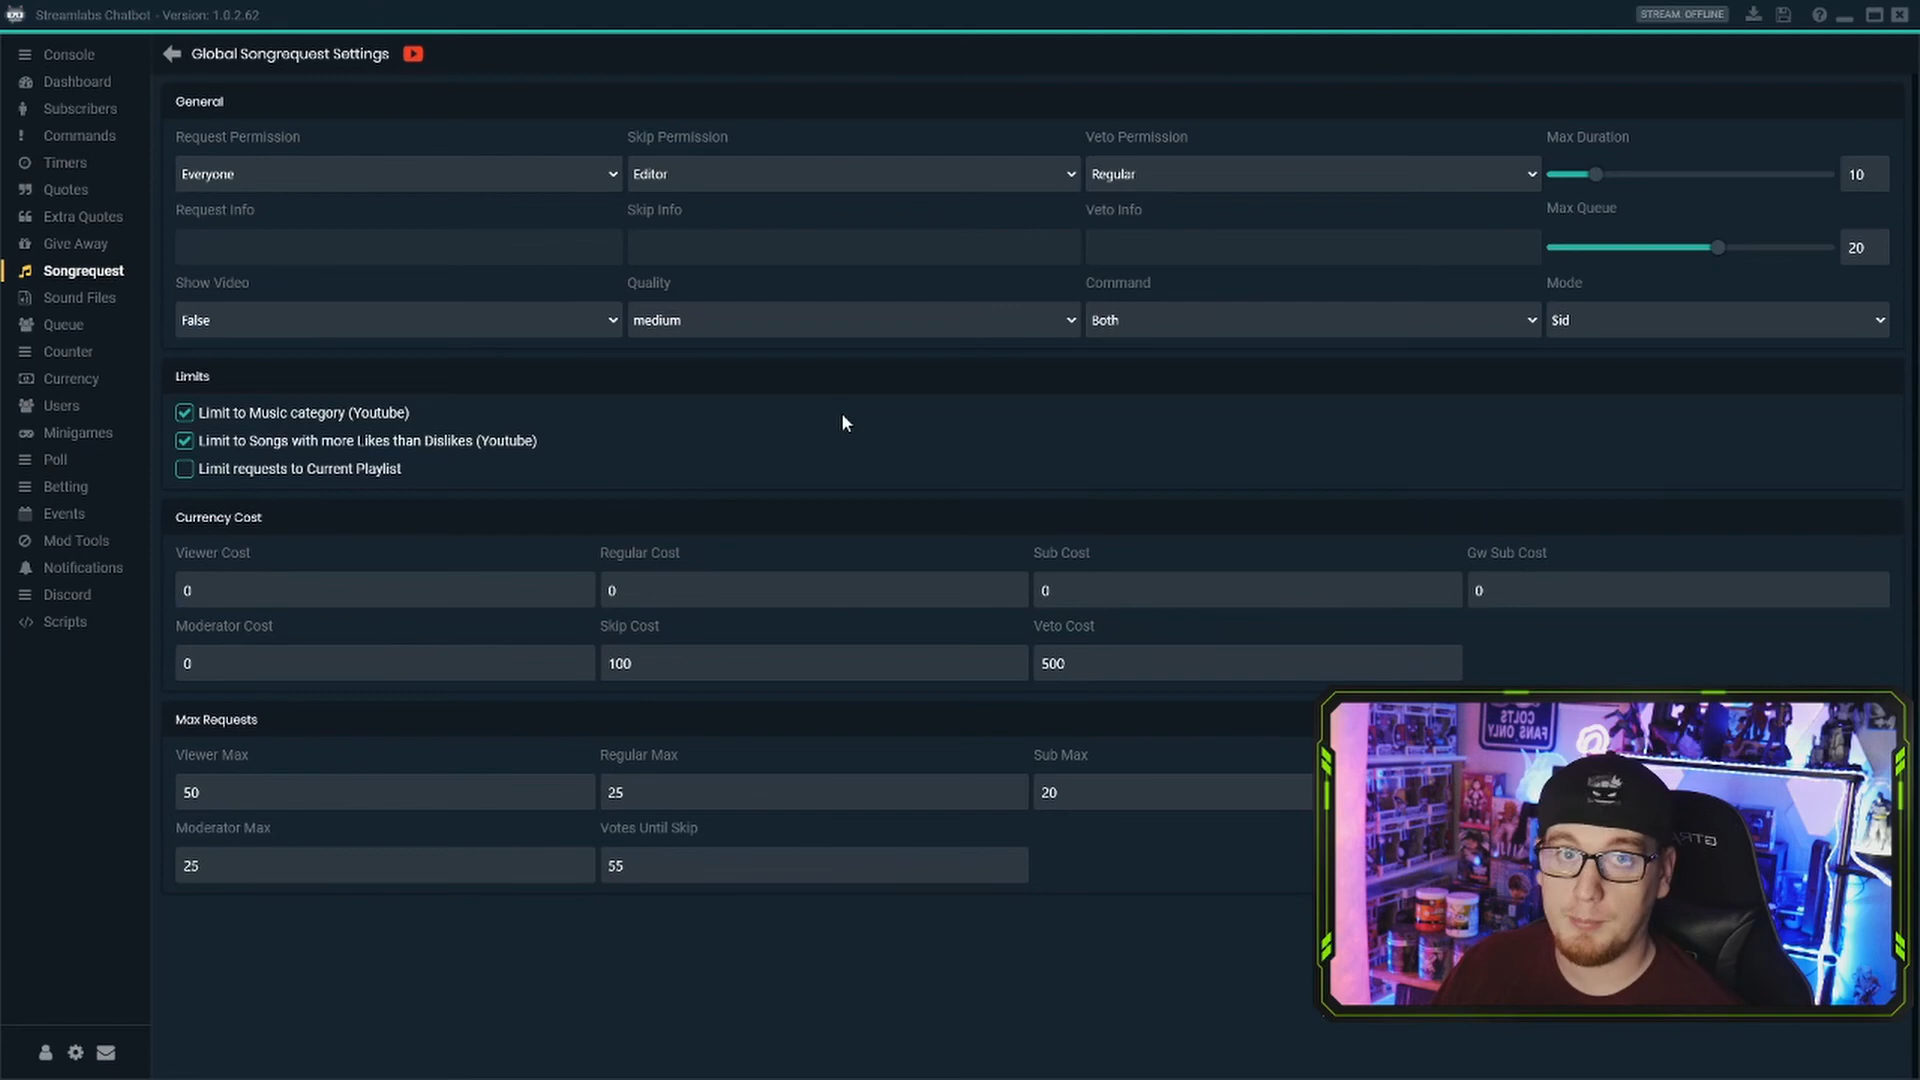 Streamlabs Chatbot - Version: 1.0.2.62
STREAM: OFFLINE
Console
Dashboard
Subscribers
Commands
Timers
Quotes
Extra Quotes
Give Away
Songrequest
Sound Files
Queue
Counter
Currency
Users
Minigames
Poll
Betting
Events
Mod Tools
Notifications
Discord
Scripts
Global Songrequest Settings
General
Request Permission Skip Permission Veto Permission Max Duration
Everyone Editor Regular 10
Request Info Skip Info Veto Info Max Queue
20
Show Video Quality Command Mode
False medium Both $id
Limits
Limit to Music category (Youtube)
Limit to Songs with more Likes than Dislikes (Youtube)
Limit requests to Current Playlist
Currency Cost
Viewer Cost Regular Cost Sub Cost Gw Sub Cost
0 0 0 0
Moderator Cost Skip Cost Veto Cost
0 100 500
Max Requests
Viewer Max Regular Max Sub Max
50 25 20
Moderator Max Votes Until Skip
25 55
COLTS
FANS ONLY